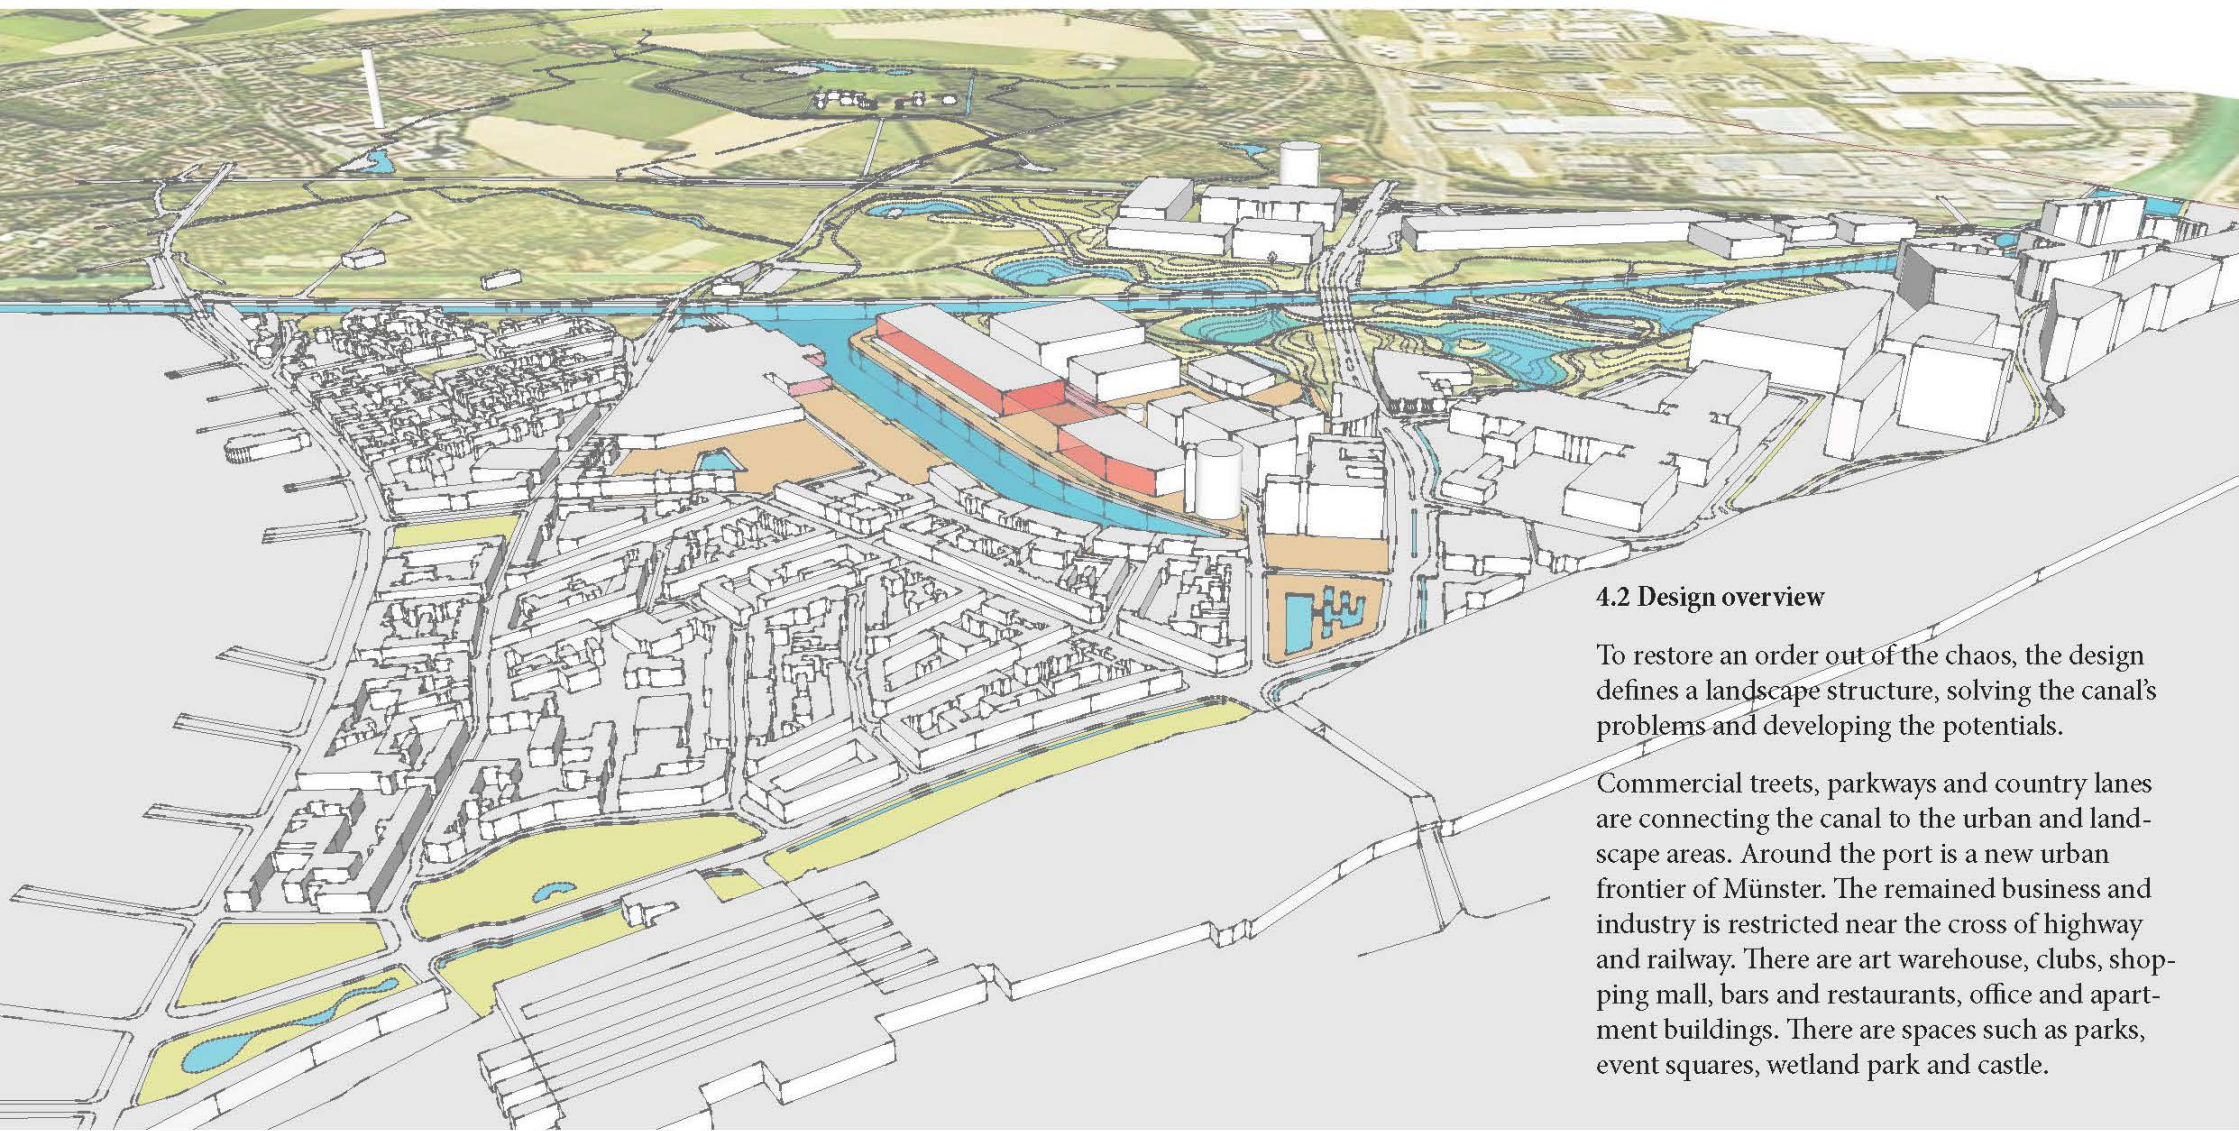 4.2 Design overview
To restore an order out of the chaos, the design
defines a landscape structure, solving the canal's
problems and developing the potentials.
Commercial treets, parkways and country lanes
are connecting the canal to the urban and land-
scape areas. Around the port is a new urban
frontier of Münster. The remained business and
industry is restricted near the cross of highway
and railway. There are art warehouse, clubs, shop-
ping mall, bars and restaurants, office and apart-
ment buildings. There are spaces such as parks,
event squares, wetland park and castle.